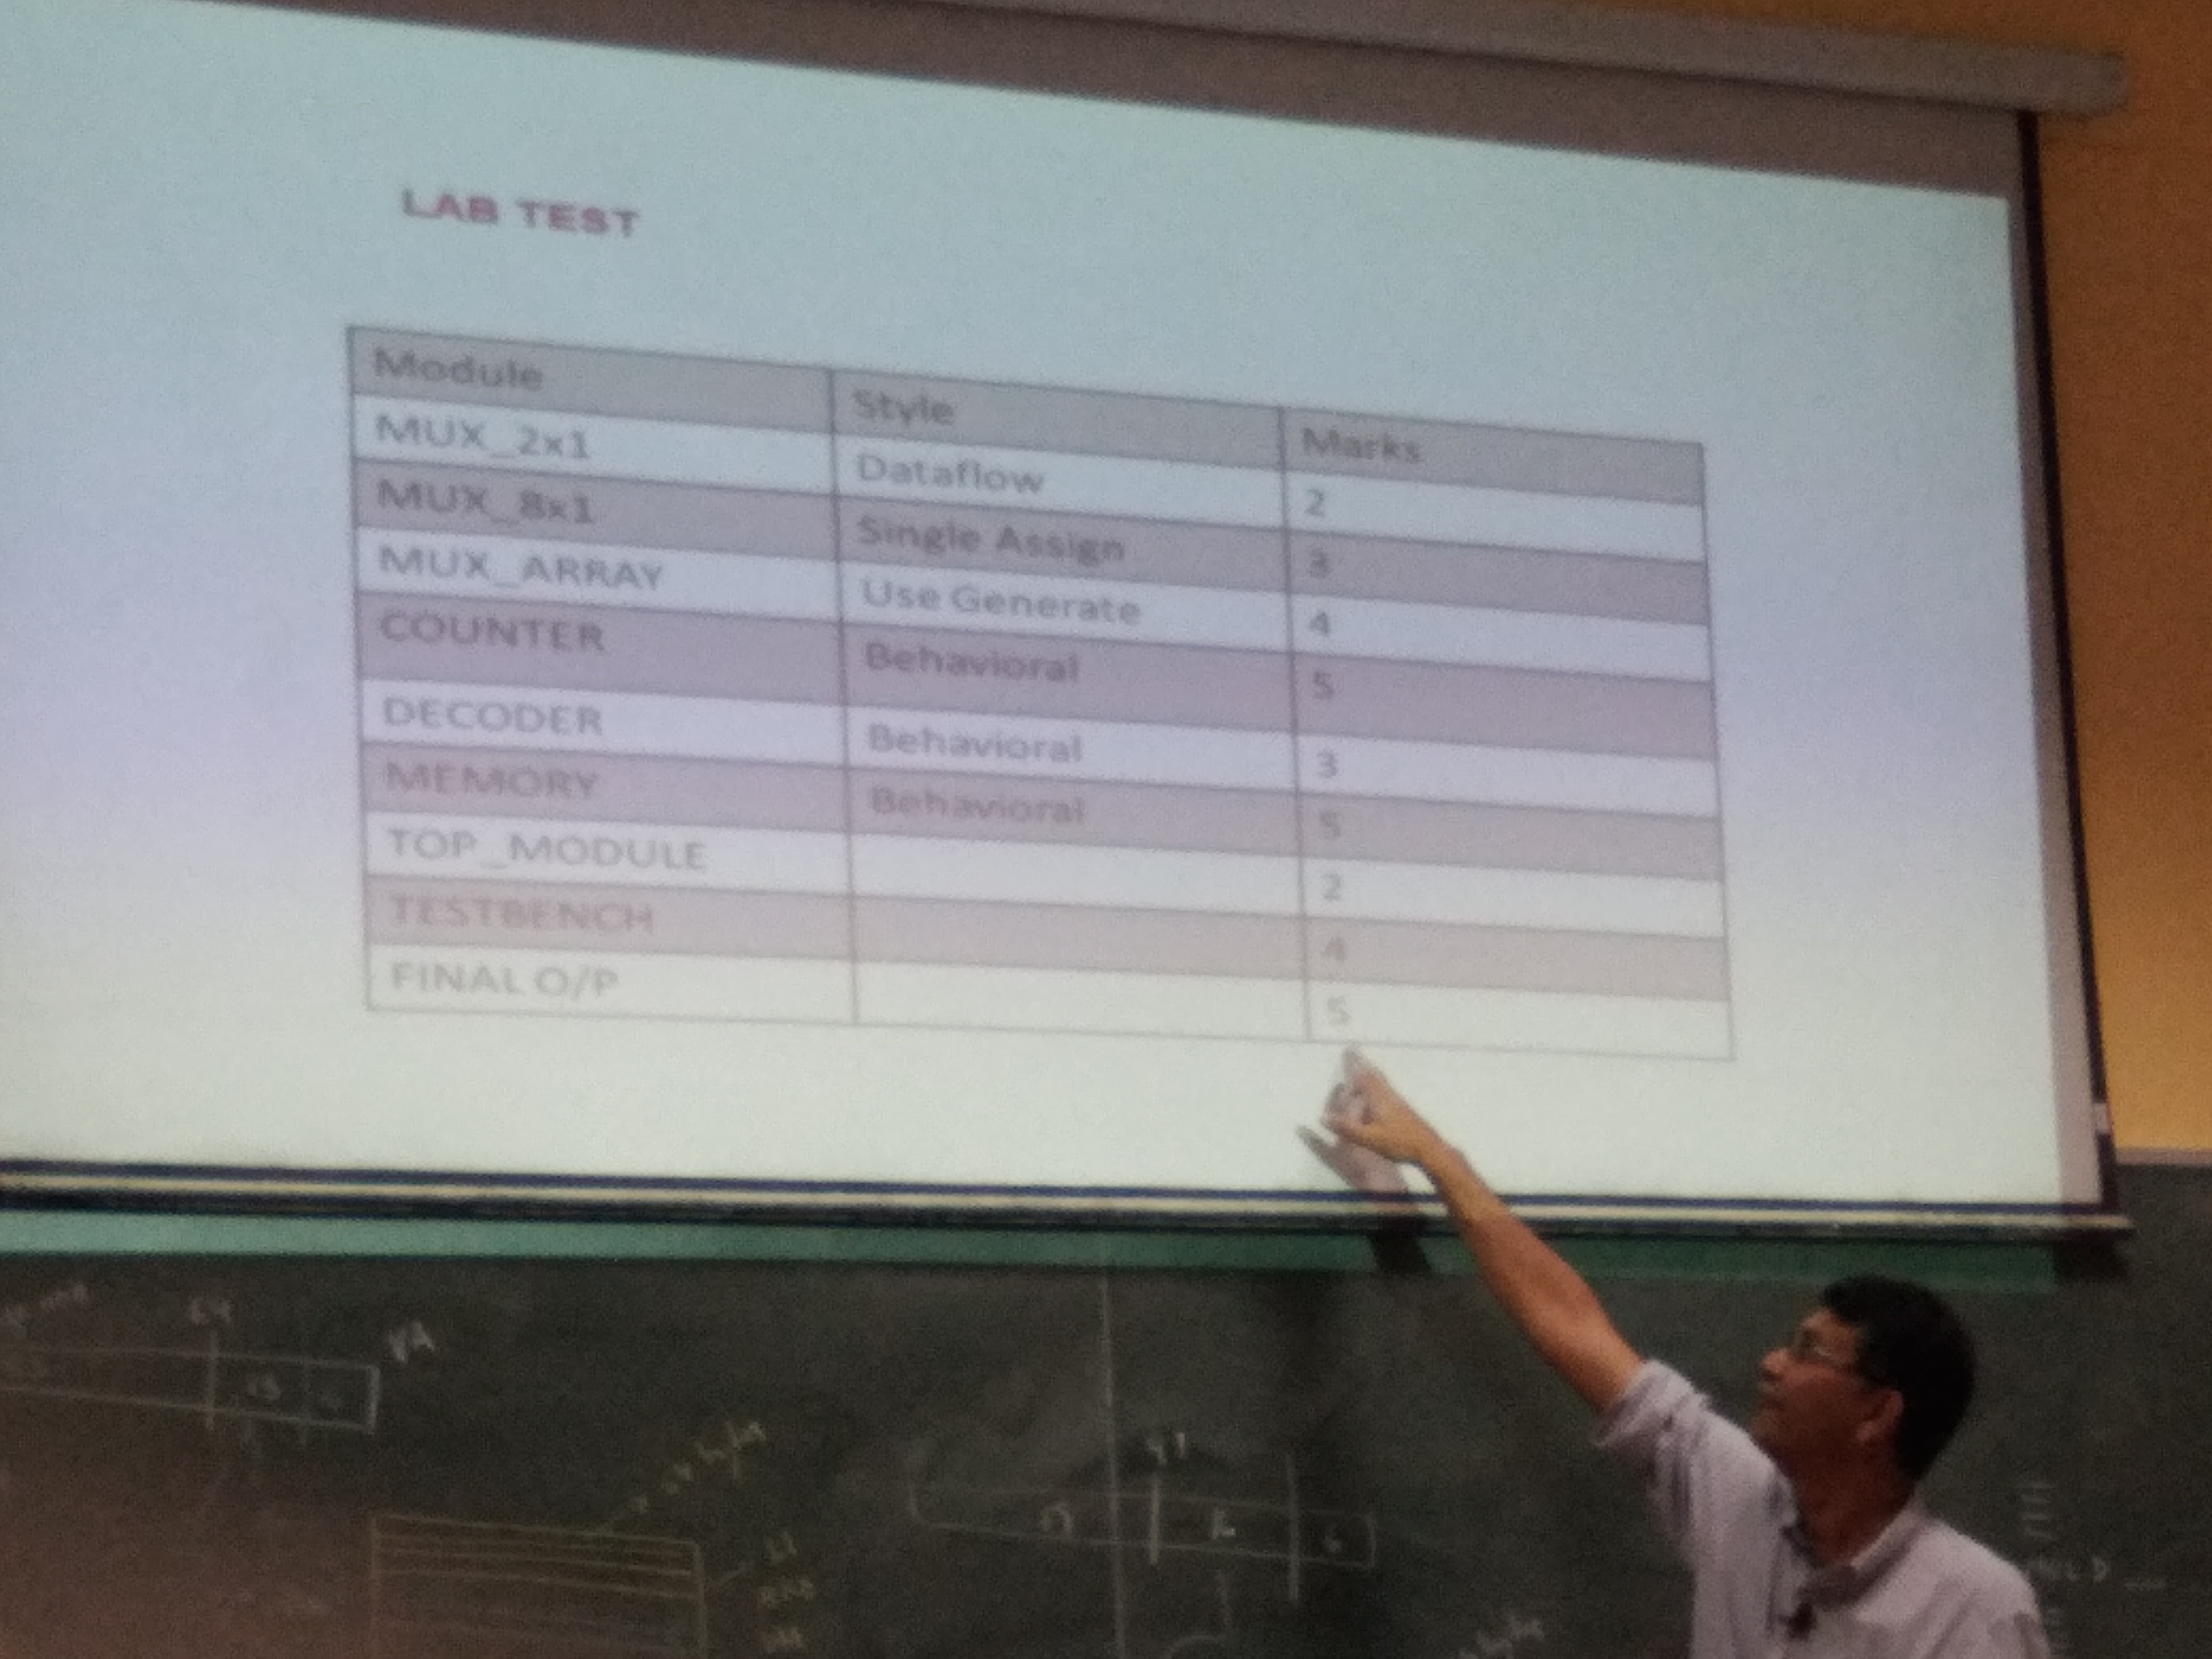 LAB TEST
Module Style Marks
MUX_2x1 Dataflow 2
MUX_8x1 Single Assign 3
MUX_ARRAY Use Generate 4
COUNTER Behavioral 5
DECODER Behavioral 3
MEMORY Behavioral 5
TOP_MODULE 2
TESTBENCH 4
FINAL O/P 5